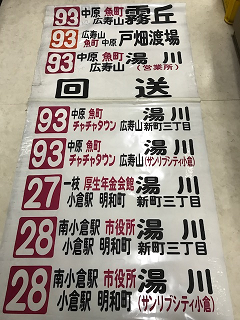 93 中原 魚町 広寿山 霧丘
93 広寿山 魚町 中原 戸畑渡場
93 中原 魚町 広寿山 湯川 (営業所)
回送
93 中原 魚町 湯川
チャチャタウン 広寿山 新町三丁目
93 中原 魚町 湯川
チャチャタウン 広寿山 (サンリブシティ小倉)
27 一枝 厚生年金会館 湯川
小倉駅 明和町 新町三丁目
28 南小倉駅 市役所 湯川
小倉駅 明和町 新町三丁目
28 南小倉駅 市役所 湯川
小倉駅 明和町 (サンリブシティ小倉)